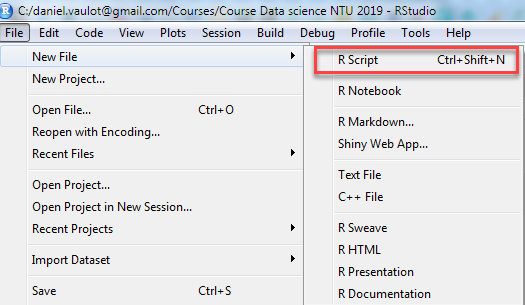 R C:/daniel.vaulot@gmail.com/Courses/Course Data science NTU 2019 - RStudio
File Edit Code View Plots Session Build Debug Profile Tools Help
New File
New Project...
Open File... Ctrl+O
Reopen with Encoding...
Recent Files
Open Project...
Open Project in New Session...
Recent Projects
Import Dataset
Save Ctrl+S
R Script Ctrl+Shift+N
R Notebook
R Markdown...
Shiny Web App...
Text File
C++ File
R Sweave
R HTML
R Presentation
R Documentation